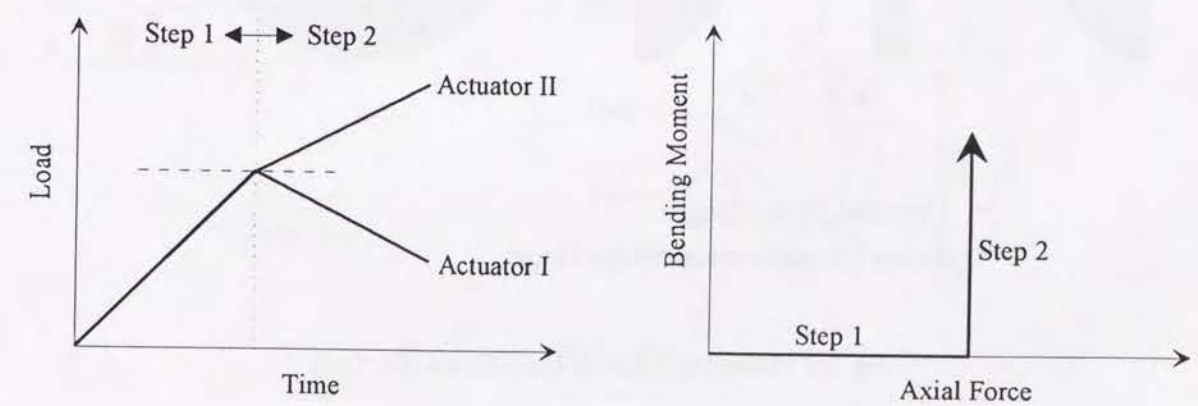 Step 1
Step 2
Actuator II
Load
Actuator I
Time
Bending Moment
Step 2
Step 1
Axial Force